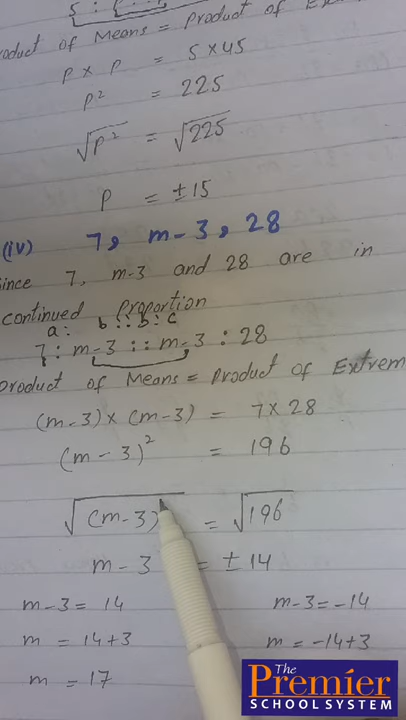 5 : p : :
Product of Means = Product of Ex
P × P = 5 × 45
P² = 225
√P² = √225
P = ±15
(iv) 7, m-3, 28
Since 7, m-3 and 28 are in
continued Proportion
a : b :: b : c
7 : m-3 :: m-3 : 28
Product of Means = Product of Extrem
(m-3) × (m-3) = 7 × 28
(m-3)² = 196
√(m-3) = √196
m-3 = ±14
m-3 = 14 m-3 = -14
m = 14+3 m = -14+3
m = 17
The
Premier
SCHOOL SYSTEM